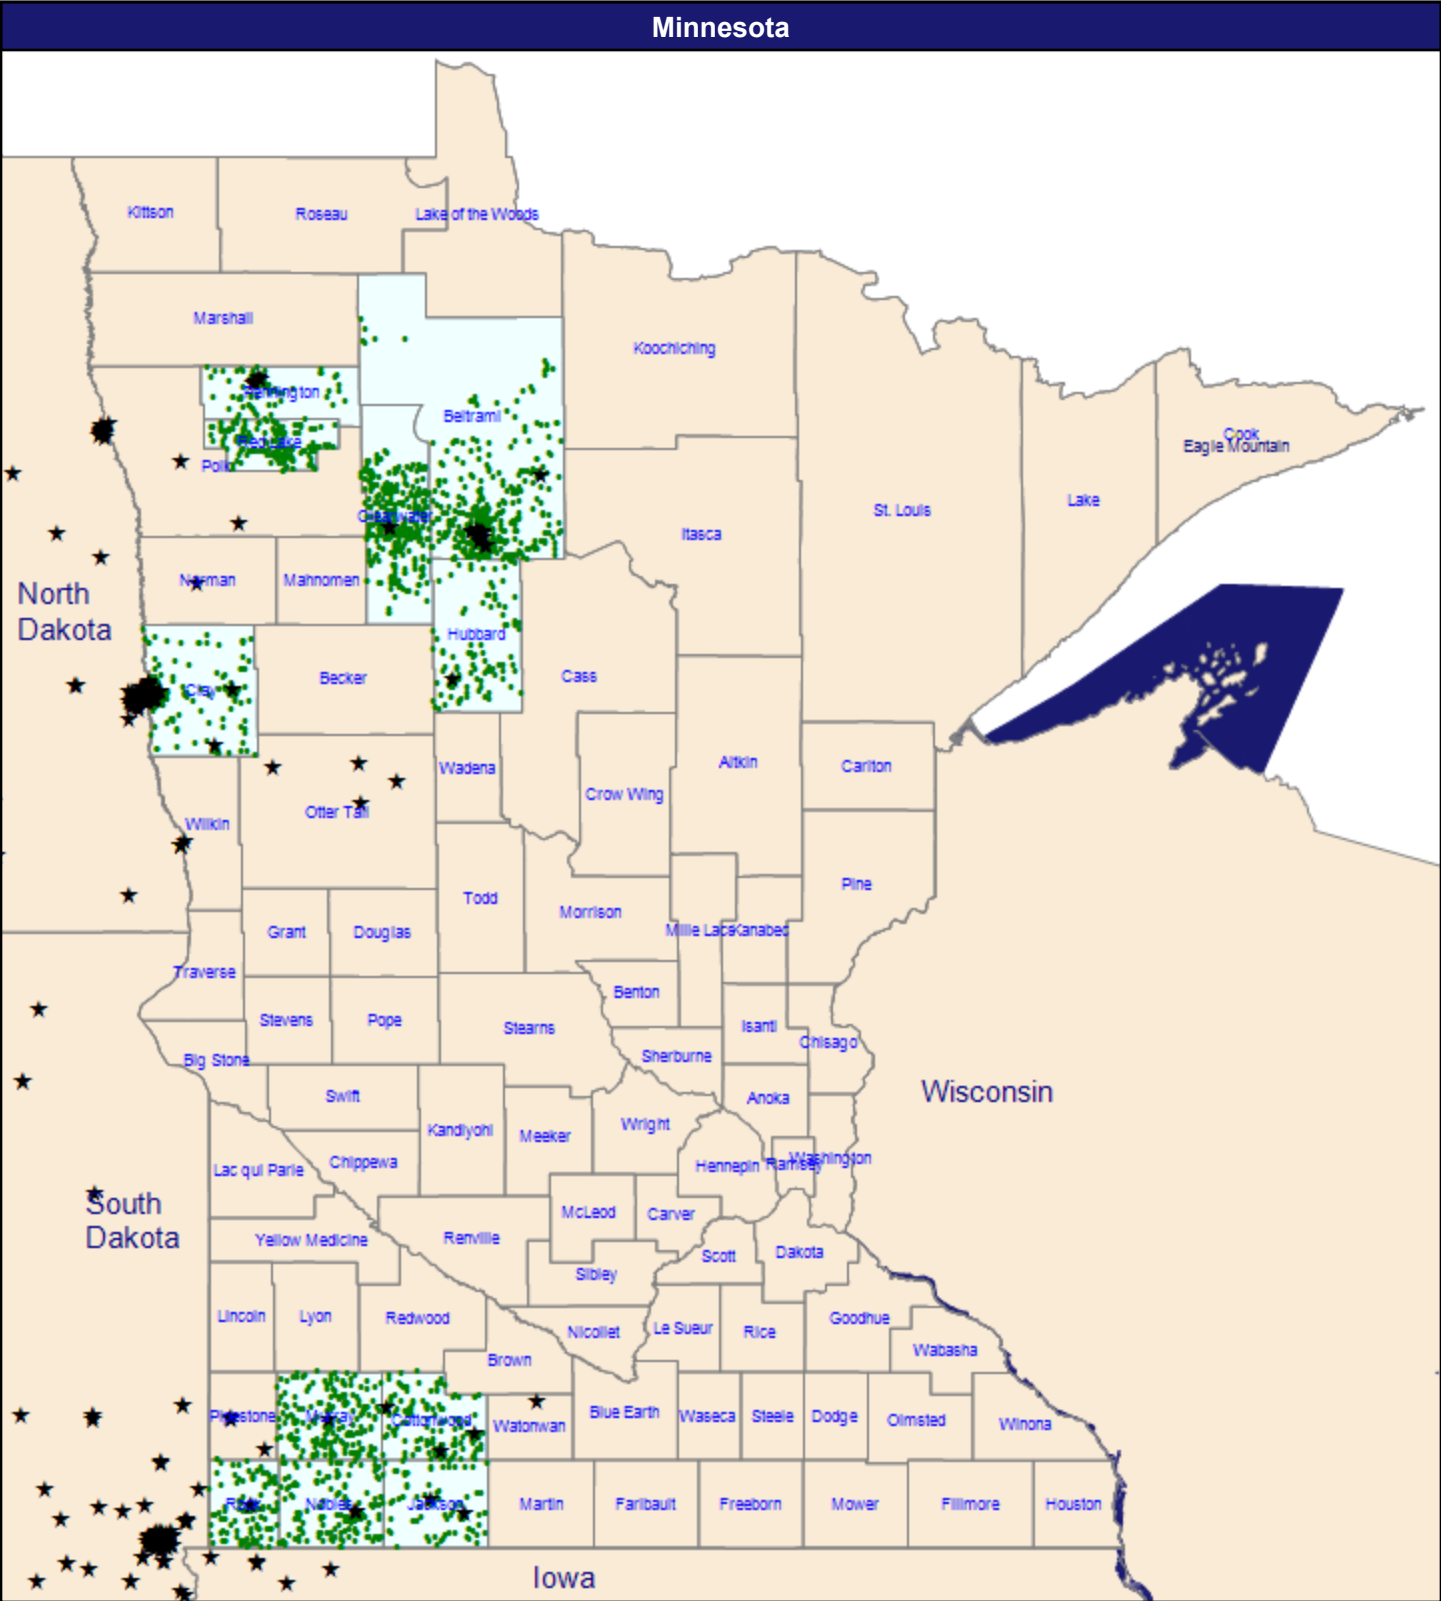 Minnesota
Kittson
Roseau
Lake of the Woods
Marshall
Koochiching
Pennington
Beltrami
Red Lake
Polk
Cook
Eagle Mountain
Lake
St. Louis
Clearwater
Itasca
North
Dakota
Norman
Mahnomen
Hubbard
Clay
Becker
Cass
Wadena
Aitkin
Carlton
Crow Wing
Otter Tail
Wilkin
Pine
Todd
Morrison
Grant
Douglas
Mille Lacs
Kanabec
Traverse
Benton
Stevens
Pope
Stearns
Isanti
Chisago
Big Stone
Sherburne
Swift
Anoka
Wisconsin
Kandiyohi
Meeker
Wright
Lac qui Parle
Chippewa
Hennepin
Ramsey
Washington
South
Dakota
McLeod
Carver
Yellow Medicine
Renville
Scott
Dakota
Sibley
Lincoln
Lyon
Redwood
Nicollet
Le Sueur
Rice
Goodhue
Wabasha
Brown
Pipestone
Murray
Cottonwood
Watonwan
Blue Earth
Waseca
Steele
Dodge
Olmsted
Winona
Rock
Nobles
Jackson
Martin
Faribault
Freeborn
Mower
Fillmore
Houston
Iowa